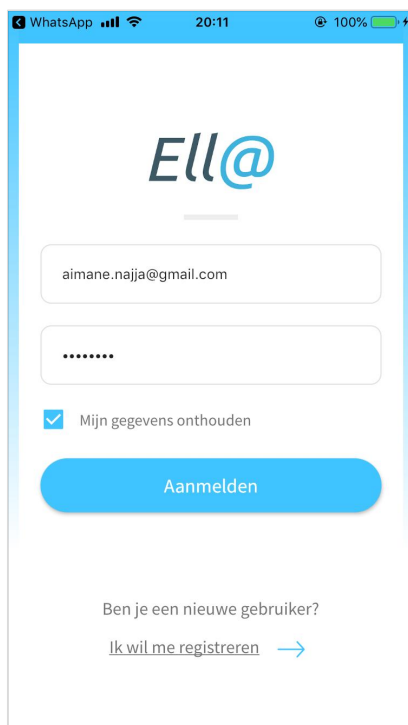 WhatsApp 20:11 100%
Ell@
aimane.najja@gmail.com
••••••••
Mijn gegevens onthouden
Aanmelden
Ben je een nieuwe gebruiker?
Ik wil me registreren